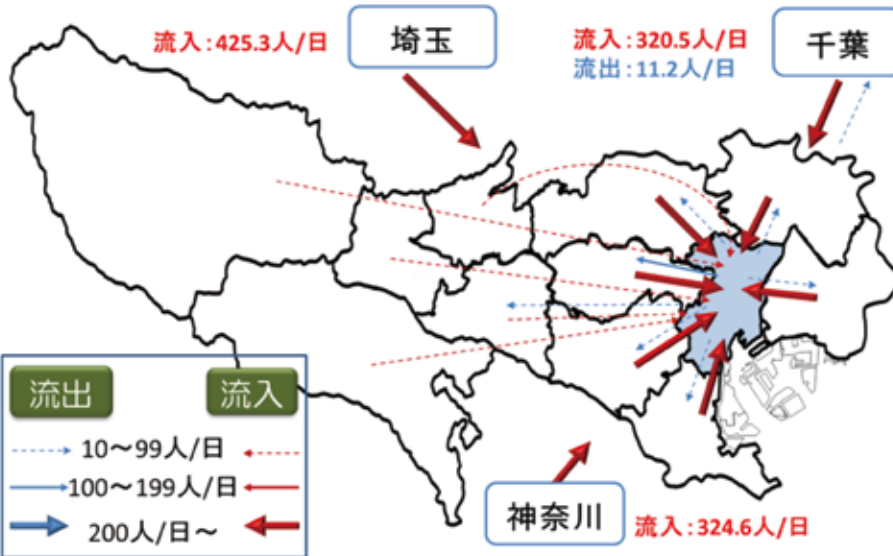 流入：425.3人/日
埼玉
流入：320.5人/日
流出：11.2人/日
千葉
流出
流入
10～99人/日
100～199人/日
200人/日～
神奈川
流入：324.6人/日